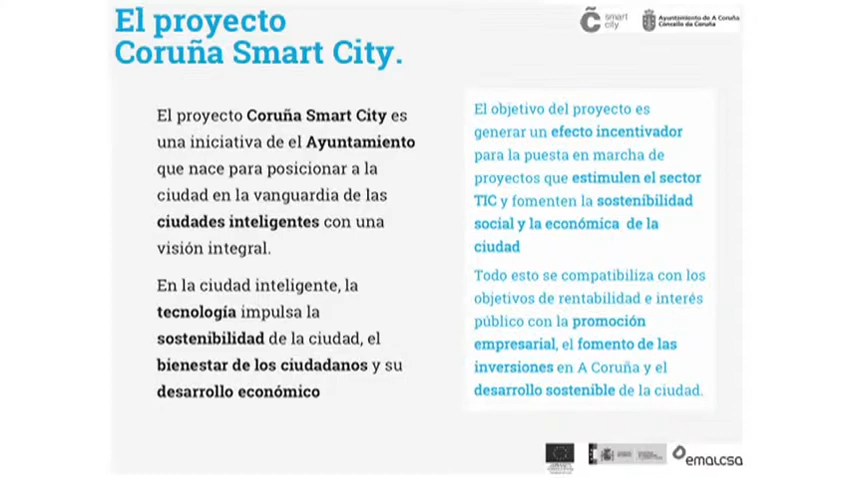 El proyecto
Coruña Smart City.
smart
city
Ayuntamiento de A Coruña
Concello da Coruña
El proyecto Coruña Smart City es
una iniciativa de el Ayuntamiento
que nace para posicionar a la
ciudad en la vanguardia de las
ciudades inteligentes con una
visión integral.
En la ciudad inteligente, la
tecnología impulsa la
sostenibilidad de la ciudad, el
bienestar de los ciudadanos y su
desarrollo económico
El objetivo del proyecto es
generar un efecto incentivador
para la puesta en marcha de
proyectos que estimulen el sector
TIC y fomenten la sostenibilidad
social y la económica de la
ciudad
Todo esto se compatibiliza con los
objetivos de rentabilidad e interés
público con la promoción
empresarial, el fomento de las
inversiones en A Coruña y el
desarrollo sostenible de la ciudad.
emalcsa